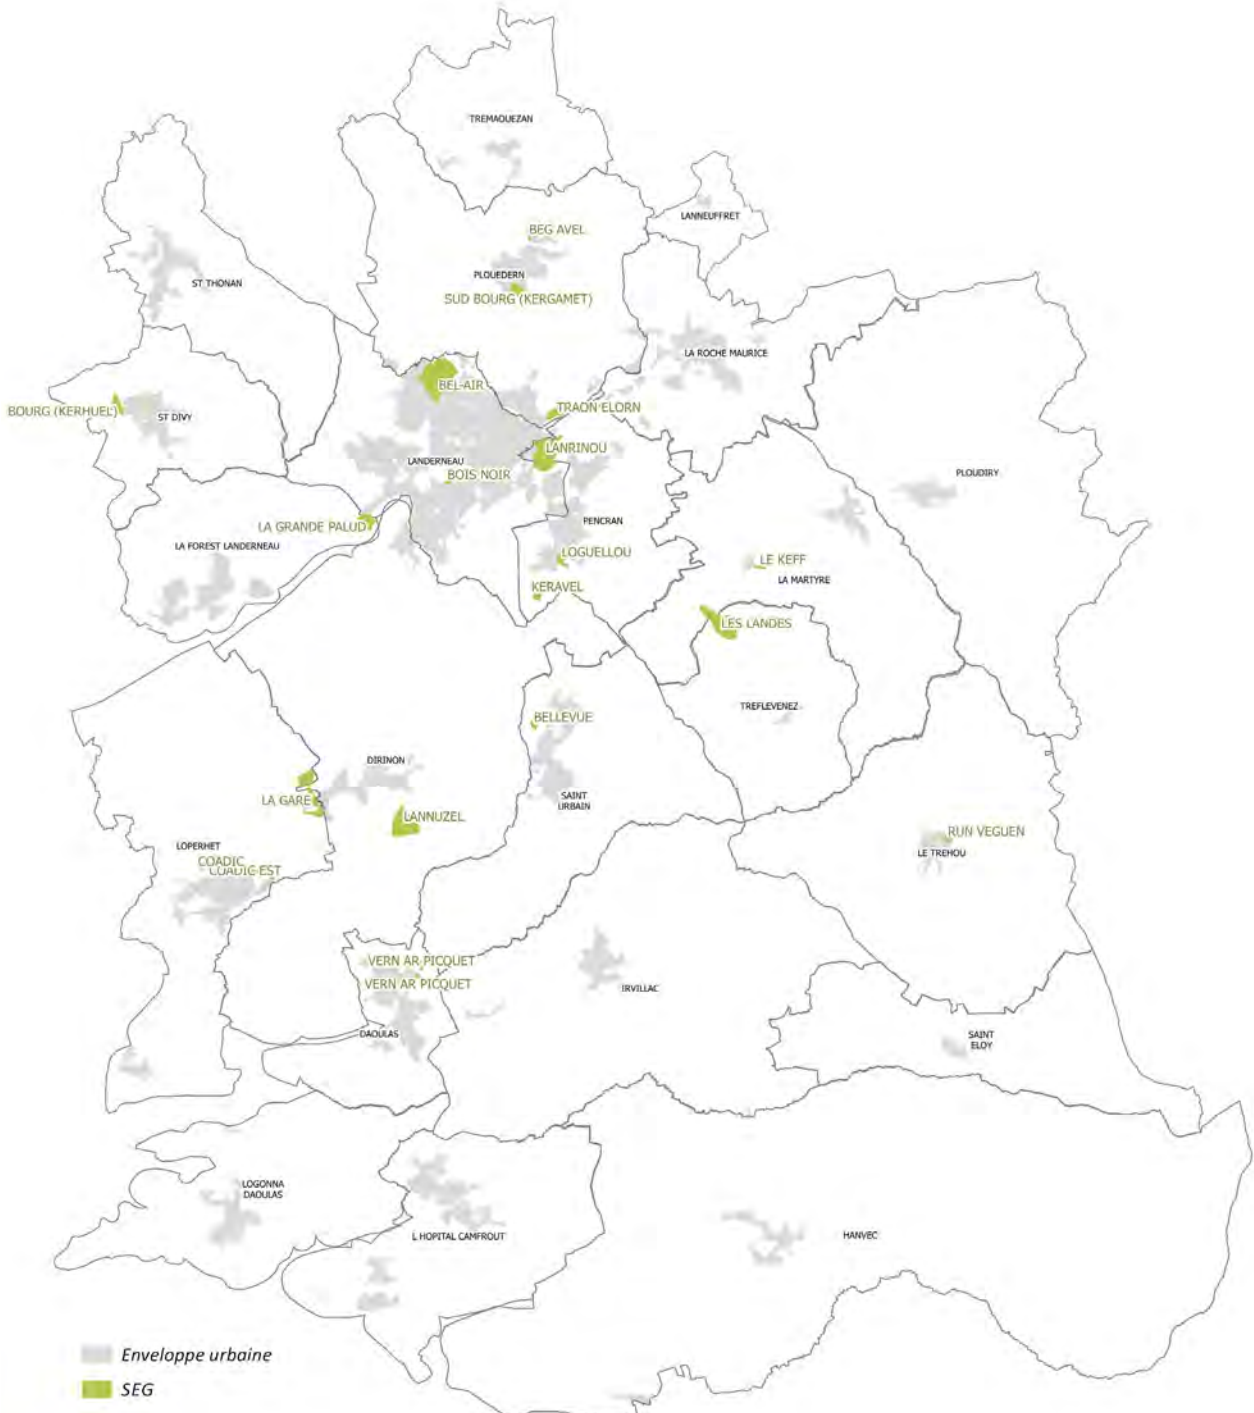 TREMAOUEZAN
LANNEUFFRET
BEG AVEL
PLOUEDERN
ST THONAN
SUD BOURG (KERGAMET)
LA ROCHE MAURICE
BEL-AIR
BOURG (KERHUEL)
ST DIVY
TRAON ELORN
LANRINOU
LANDERNEAU
BOIS NOIR
PLOUDIRY
LA GRANDE PALUD
PENCRAN
LA FOREST LANDERNEAU
LOGUELLOU
LE KEFF
LA MARTYRE
KERAVEL
LES LANDES
TREFLEVENEZ
BELLEVUE
DIRINON
LA GARE
SAINT
URBAIN
LANNUZEL
RUN VEGUEN
LE TREHOU
LOPERHET
COADIC
COADIC EST
VERN AR PICQUET
VERN AR PICQUET
IRVILLAC
DAOULAS
SAINT
ELOY
LOGONNA
DAOULAS
L HOPITAL CAMFROUT
HANVEC
Enveloppe urbaine
SEG